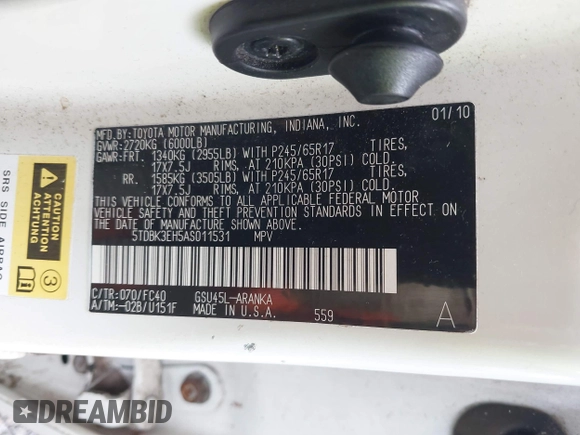 MFD.BY:TOYOTA MOTOR MANUFACTURING, INDIANA, INC. 01/10
GVWR:2720KG (6000LB)
GAWR:FRT. 1340KG (2955LB) WITH P245/65R17 TIRES,
17X7.5J RIMS, AT 210KPA (30PSI) COLD.
RR. 1585KG (3505LB) WITH P245/65R17 TIRES,
17X7.5J RIMS, AT 210KPA (30PSI) COLD.
THIS VEHICLE CONFORMS TO ALL APPLICABLE FEDERAL MOTOR
VEHICLE SAFETY AND THEFT PREVENTION STANDARDS IN EFFECT ON
THE DATE OF MANUFACTURE SHOWN ABOVE.
5TDBK3EH5AS011531 MPV
C/TR:070/FC40 GSU45L-ARANKA
A/TM:-02B/U151F MADE IN U.S.A. 559 A
SRS SIDE AIRBAG
CAUTION
ATTENTION
ACHTUNG
3
DREAMBID